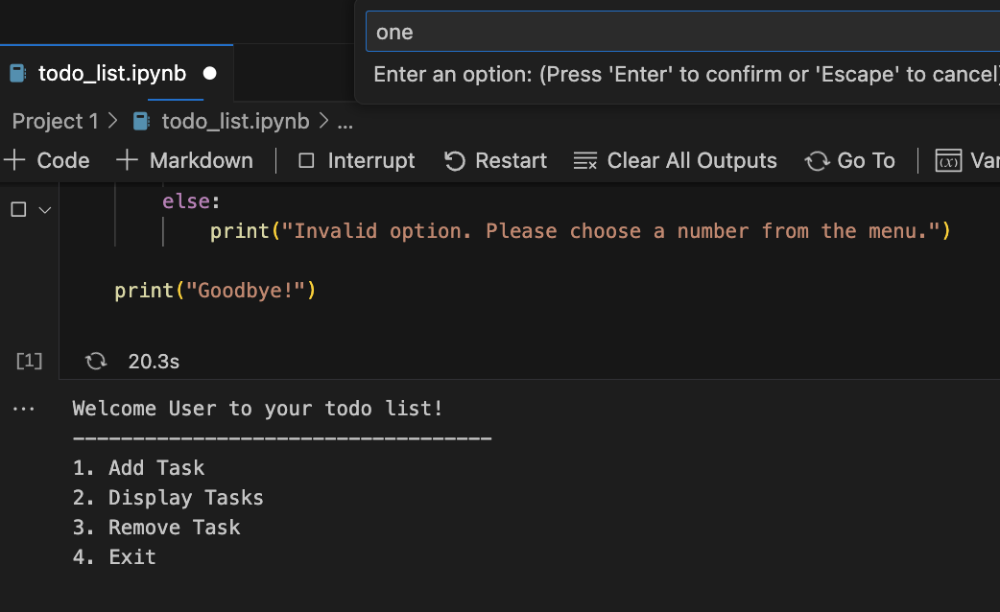 one
Enter an option: (Press 'Enter' to confirm or 'Escape' to cancel)
todo_list.ipynb
Project 1 > todo_list.ipynb > ...
+ Code + Markdown | Interrupt Restart Clear All Outputs Go To |
else:
print("Invalid option. Please choose a number from the menu.")
print("Goodbye!")
[1] 20.3s
... Welcome User to your todo list!
-----------------------------------
1. Add Task
2. Display Tasks
3. Remove Task
4. Exit